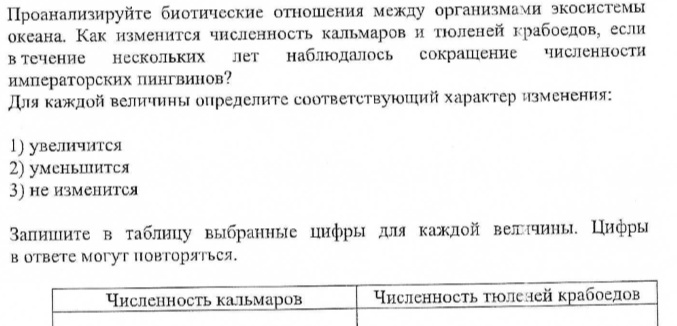 Проанализируйте биотические отношения между организмами экосистемы
океана. Как изменится численность кальмаров и тюленей крабоедов, если
в течение нескольких лет наблюдалось сокращение численности
императорских пингвинов?
Для каждой величины определите соответствующий характер изменения:
1) увеличится
2) уменьшится
3) не изменится
Запишите в таблицу выбранные цифры для каждой величины. Цифры
в ответе могут повторяться.
Численность кальмаров Численность тюленей крабоедов